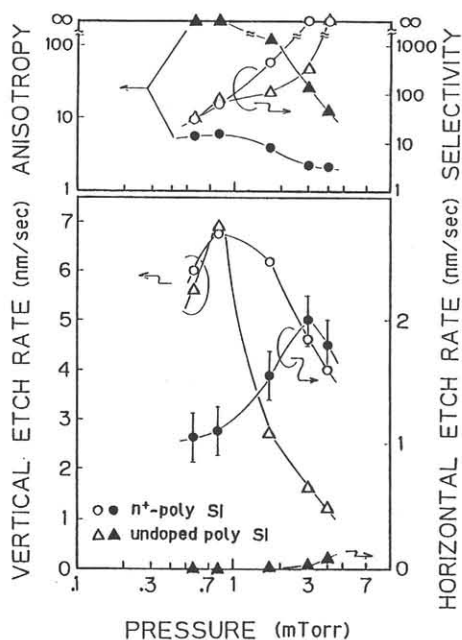 ∞ ∞
100 1000
10 100
10
1 1
ANISOTROPY
SELECTIVITY
7
6
5
4
3
2
1
0
2
1
0
VERTICAL ETCH RATE (nm/sec)
HORIZONTAL ETCH RATE (nm/sec)
n⁺-poly SI
undoped poly SI
.1 .3 .7 1 3 7
PRESSURE (mTorr)